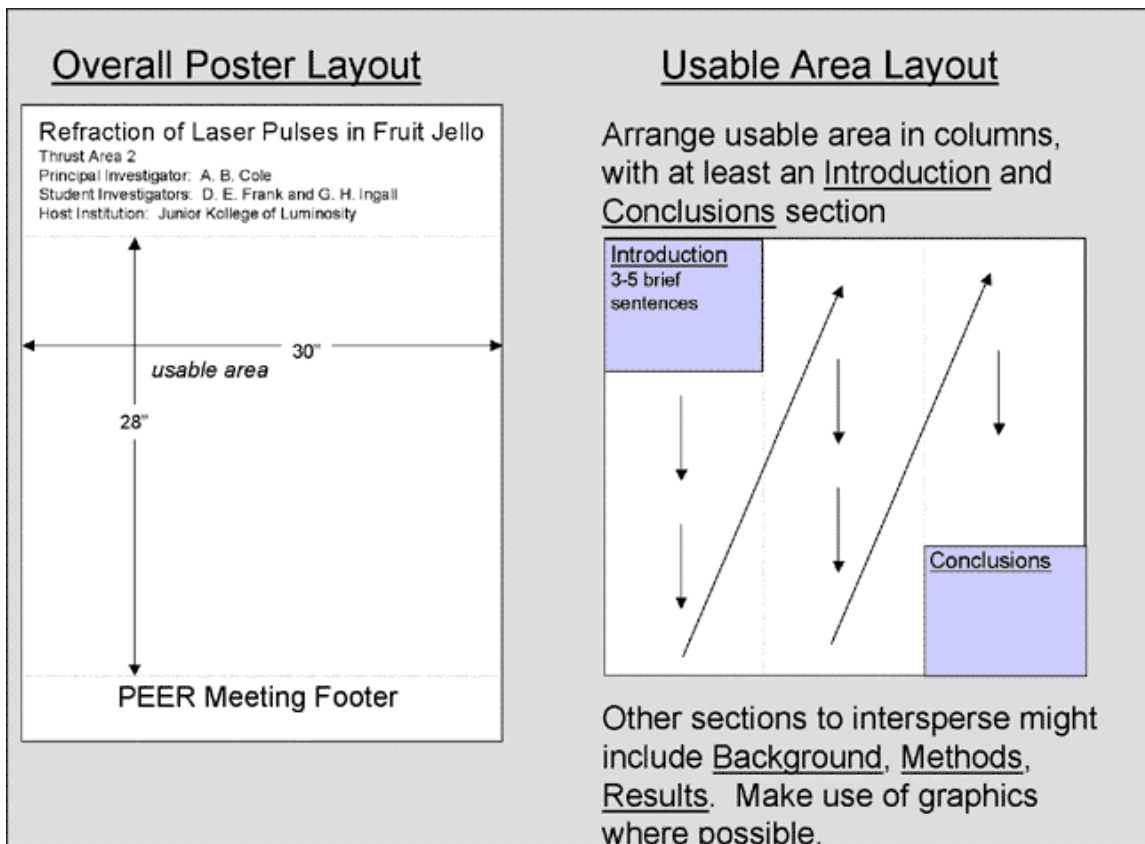 Overall Poster Layout
Refraction of Laser Pulses in Fruit Jello
Thrust Area 2
Principal Investigator: A. B. Cole
Student Investigators: D. E. Frank and G. H. Ingall
Host Institution: Junior Kollege of Luminosity
30"
usable area
28"
PEER Meeting Footer
Usable Area Layout
Arrange usable area in columns,
with at least an Introduction and
Conclusions section
Introduction
3-5 brief
sentences
Conclusions
Other sections to intersperse might
include Background, Methods,
Results. Make use of graphics
where possible.